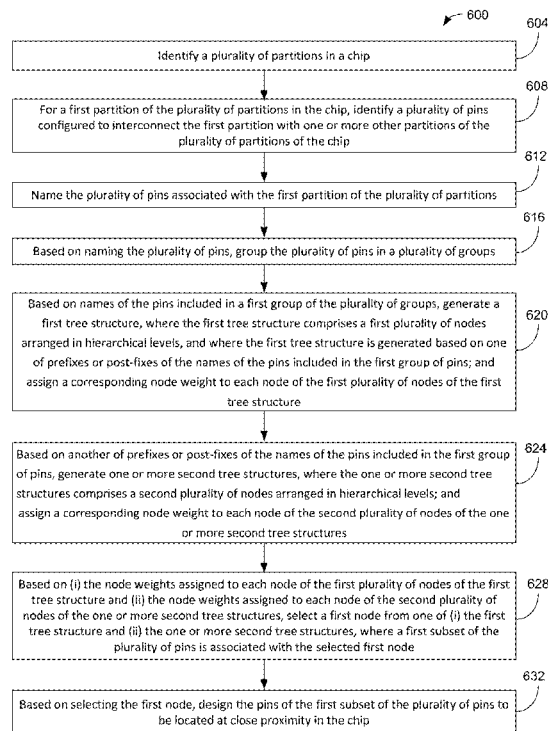 600
604
Identify a plurality of partitions in a chip
608
For a first partition of the plurality of partitions in the chip, identify a plurality of pins
configured to interconnect the first partition with one or more other partitions of the
plurality of partitions of the chip
612
Name the plurality of pins associated with the first partition of the plurality of partitions
616
Based on naming the plurality of pins, group the plurality of pins in a plurality of groups
620
Based on names of the pins included in a first group of the plurality of groups, generate a
first tree structure, where the first tree structure comprises a first plurality of nodes
arranged in hierarchical levels, and where the first tree structure is generated based on one
of prefixes or post-fixes of the names of the pins included in the first group of pins; and
assign a corresponding node weight to each node of the first plurality of nodes of the first
tree structure
624
Based on another of prefixes or post-fixes of the names of the pins included in the first group
of pins, generate one or more second tree structures, where the one or more second tree
structures comprises a second plurality of nodes arranged in hierarchical levels; and
assign a corresponding node weight to each node of the second plurality of nodes of the one
or more second tree structures
628
Based on (i) the node weights assigned to each node of the first plurality of nodes of the first
tree structure and (ii) the node weights assigned to each node of the second plurality of
nodes of the one or more second tree structures, select a first node from one of (i) the first
tree structure and (ii) the one or more second tree structures, where a first subset of the
plurality of pins is associated with the selected first node
632
Based on selecting the first node, design the pins of the first subset of the plurality of pins to
be located at close proximity in the chip